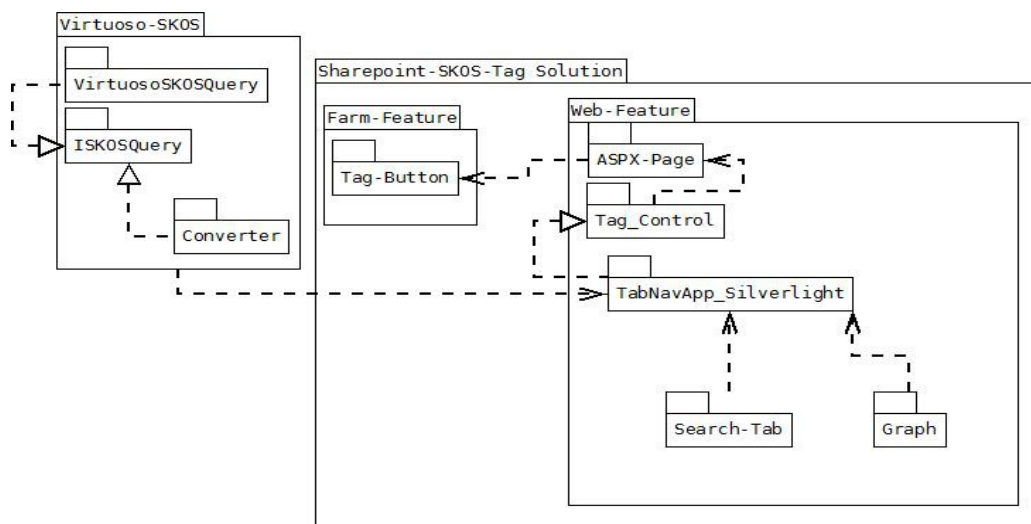 Virtuoso-SKOS
VirtuosoSKOSQuery
ISKOSQuery
Converter
Sharepoint-SKOS-Tag Solution
Farm-Feature
Tag-Button
Web-Feature
ASPX-Page
Tag_Control
TabNavApp_Silverlight
Search-Tab
Graph